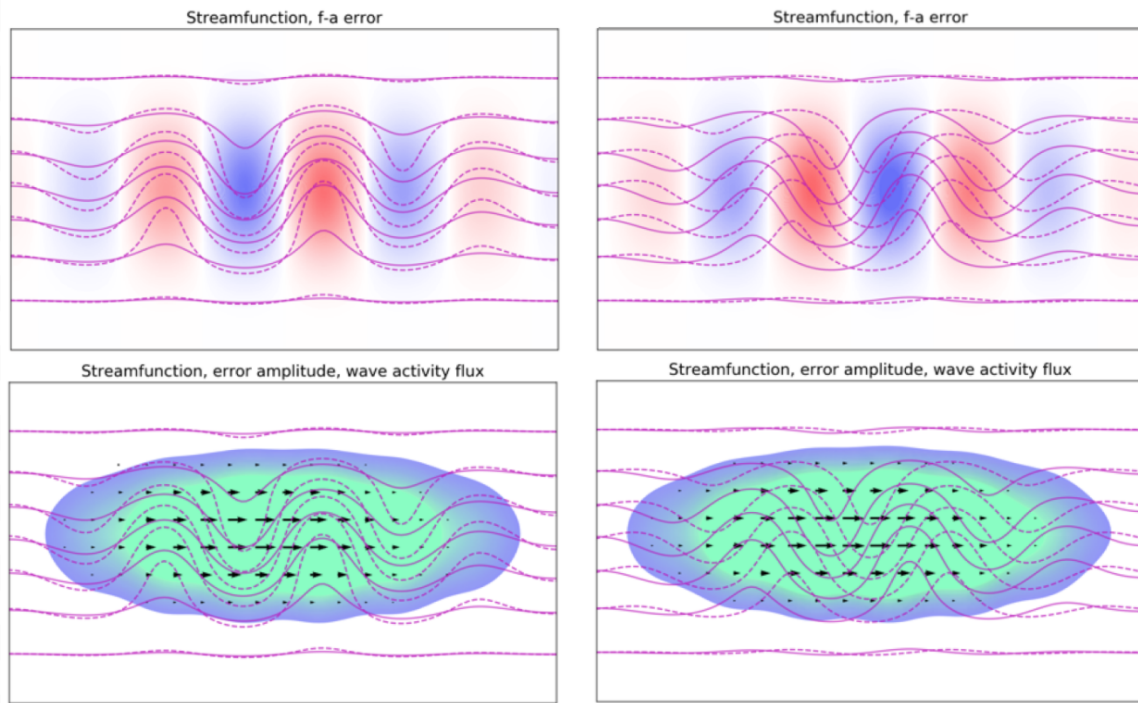 Streamfunction, f-a error
Streamfunction, f-a error
Streamfunction, error amplitude, wave activity flux
Streamfunction, error amplitude, wave activity flux